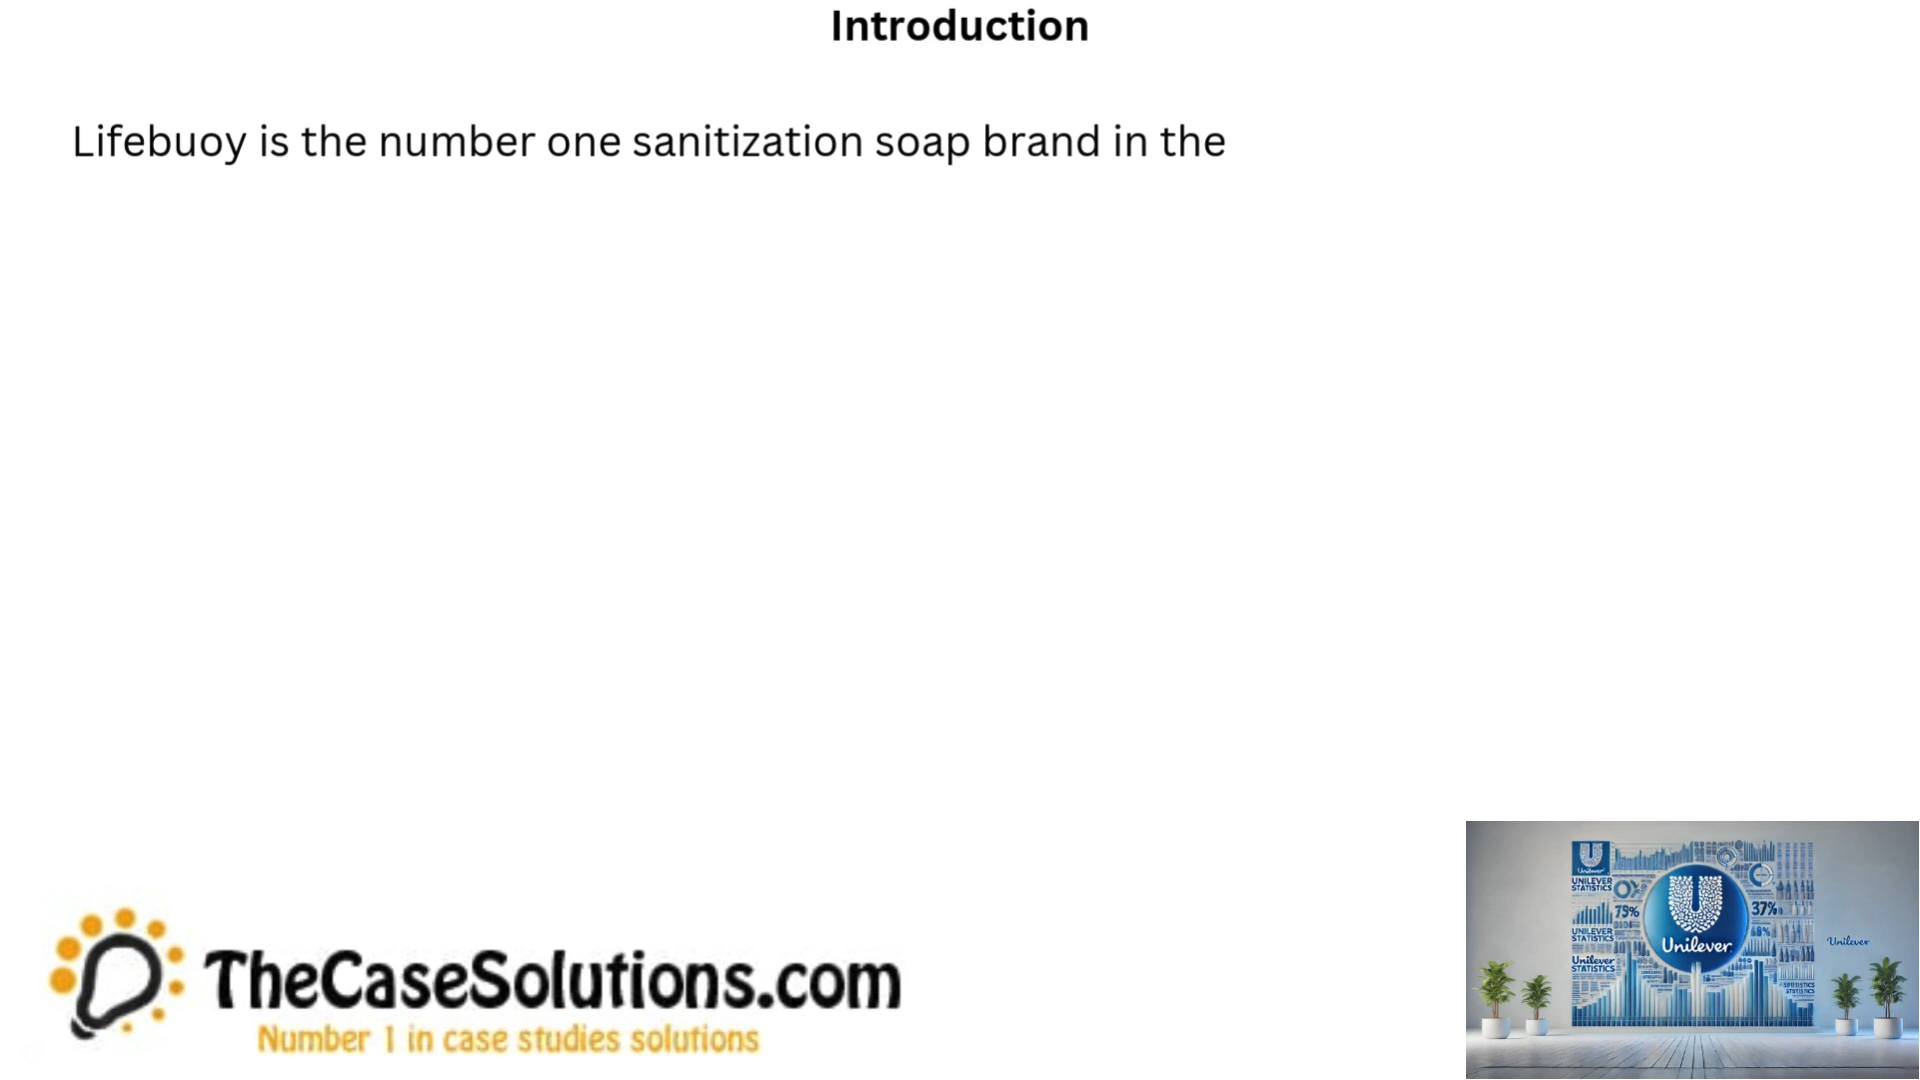 Introduction
Lifebuoy is the number one sanitization soap brand in the
TheCaseSolutions.com
Number 1 in case studies solutions
Unilever
UNILEVER
STATISTICS
75%
37%
UNILEVER
STATISTICS
Unilever
Unilever
Unilever
STATISTICS